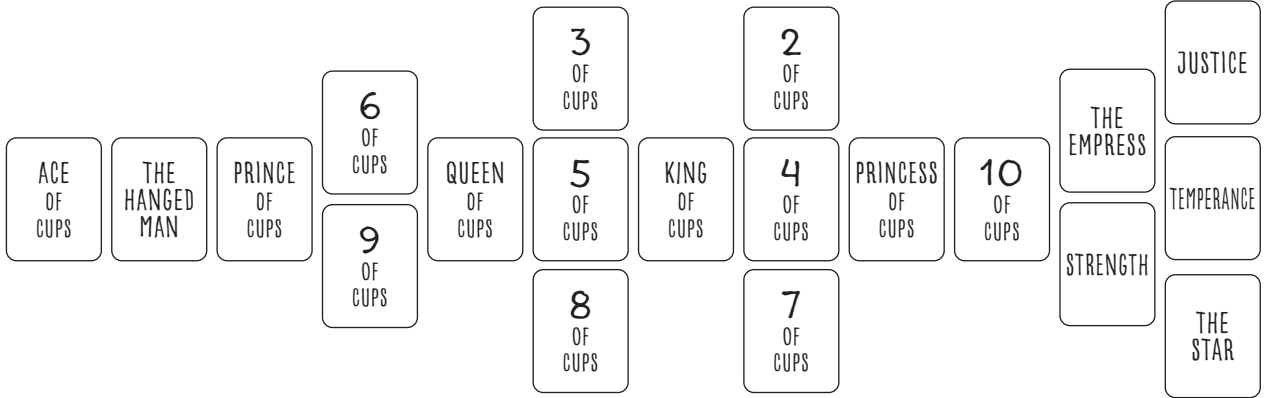 ACE
OF
CUPS
THE
HANGED
MAN
PRINCE
OF
CUPS
6
OF
CUPS
9
OF
CUPS
QUEEN
OF
CUPS
3
OF
CUPS
5
OF
CUPS
8
OF
CUPS
KING
OF
CUPS
2
OF
CUPS
4
OF
CUPS
7
OF
CUPS
PRINCESS
OF
CUPS
10
OF
CUPS
THE
EMPRESS
STRENGTH
JUSTICE
TEMPERANCE
THE
STAR